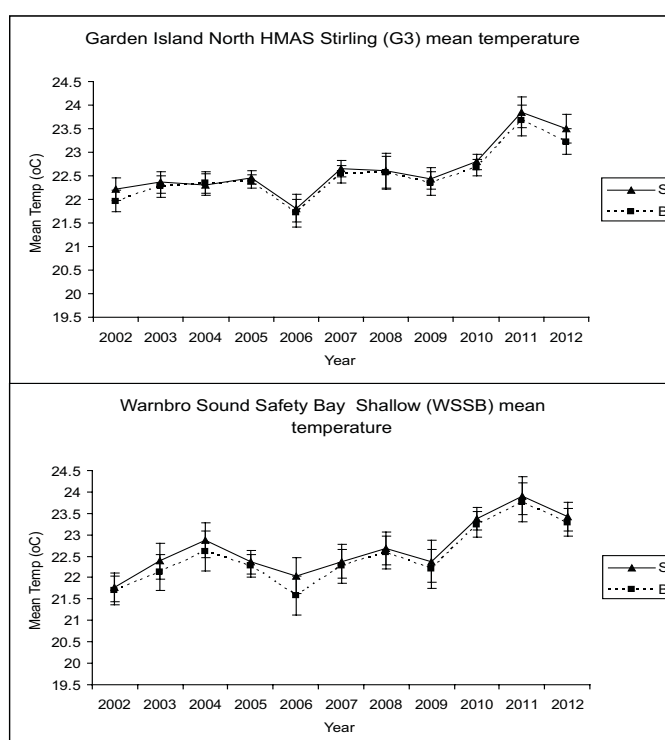 Garden Island North HMAS Stirling (G3) mean temperature
24.5
24
23.5
23
22.5
22
21.5
21
20.5
20
19.5
Mean Temp (oC)
2002 2003 2004 2005 2006 2007 2008 2009 2010 2011 2012
Year
S
B
Warnbro Sound Safety Bay Shallow (WSSB) mean
temperature
24.5
24
23.5
23
22.5
22
21.5
21
20.5
20
19.5
Mean Temp (oC)
2002 2003 2004 2005 2006 2007 2008 2009 2010 2011 2012
Year
S
B